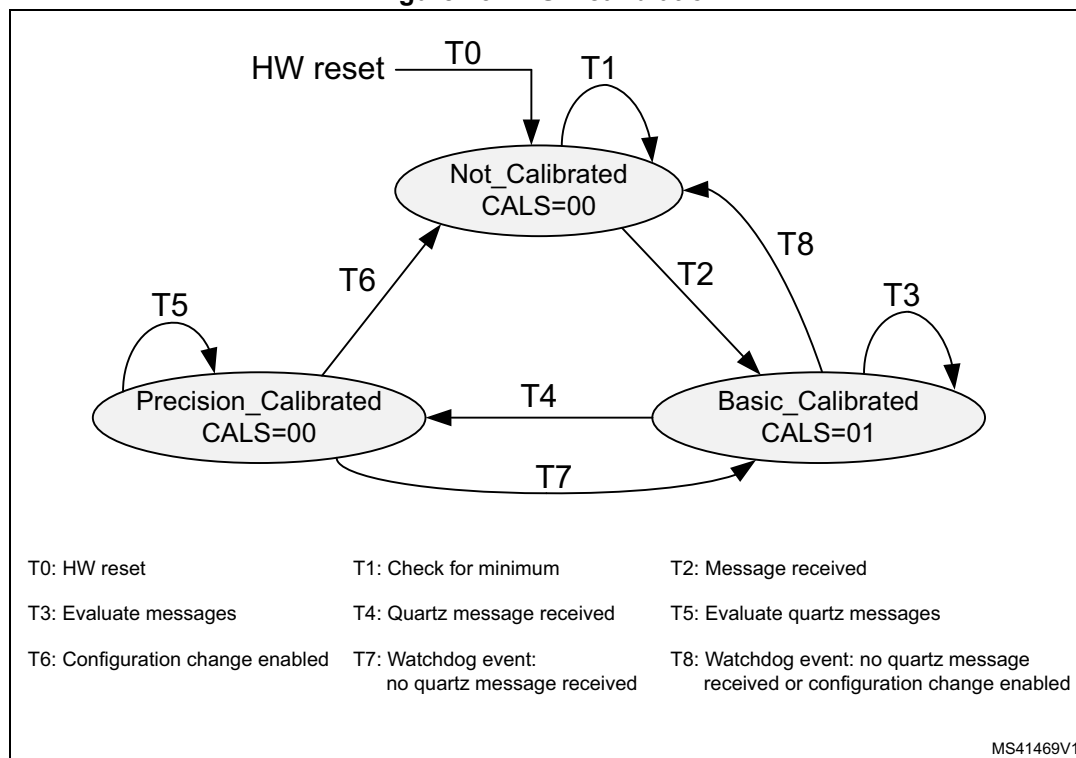 T0
HW reset
T1
Not_Calibrated
CALS=00
T8
T2
T6
T5
T3
Precision_Calibrated
CALS=00
T4
Basic_Calibrated
CALS=01
T7
T0: HW reset
T1: Check for minimum
T2: Message received
T3: Evaluate messages
T4: Quartz message received
T5: Evaluate quartz messages
T6: Configuration change enabled
T7: Watchdog event:
no quartz message received
T8: Watchdog event: no quartz message
received or configuration change enabled
MS41469V1